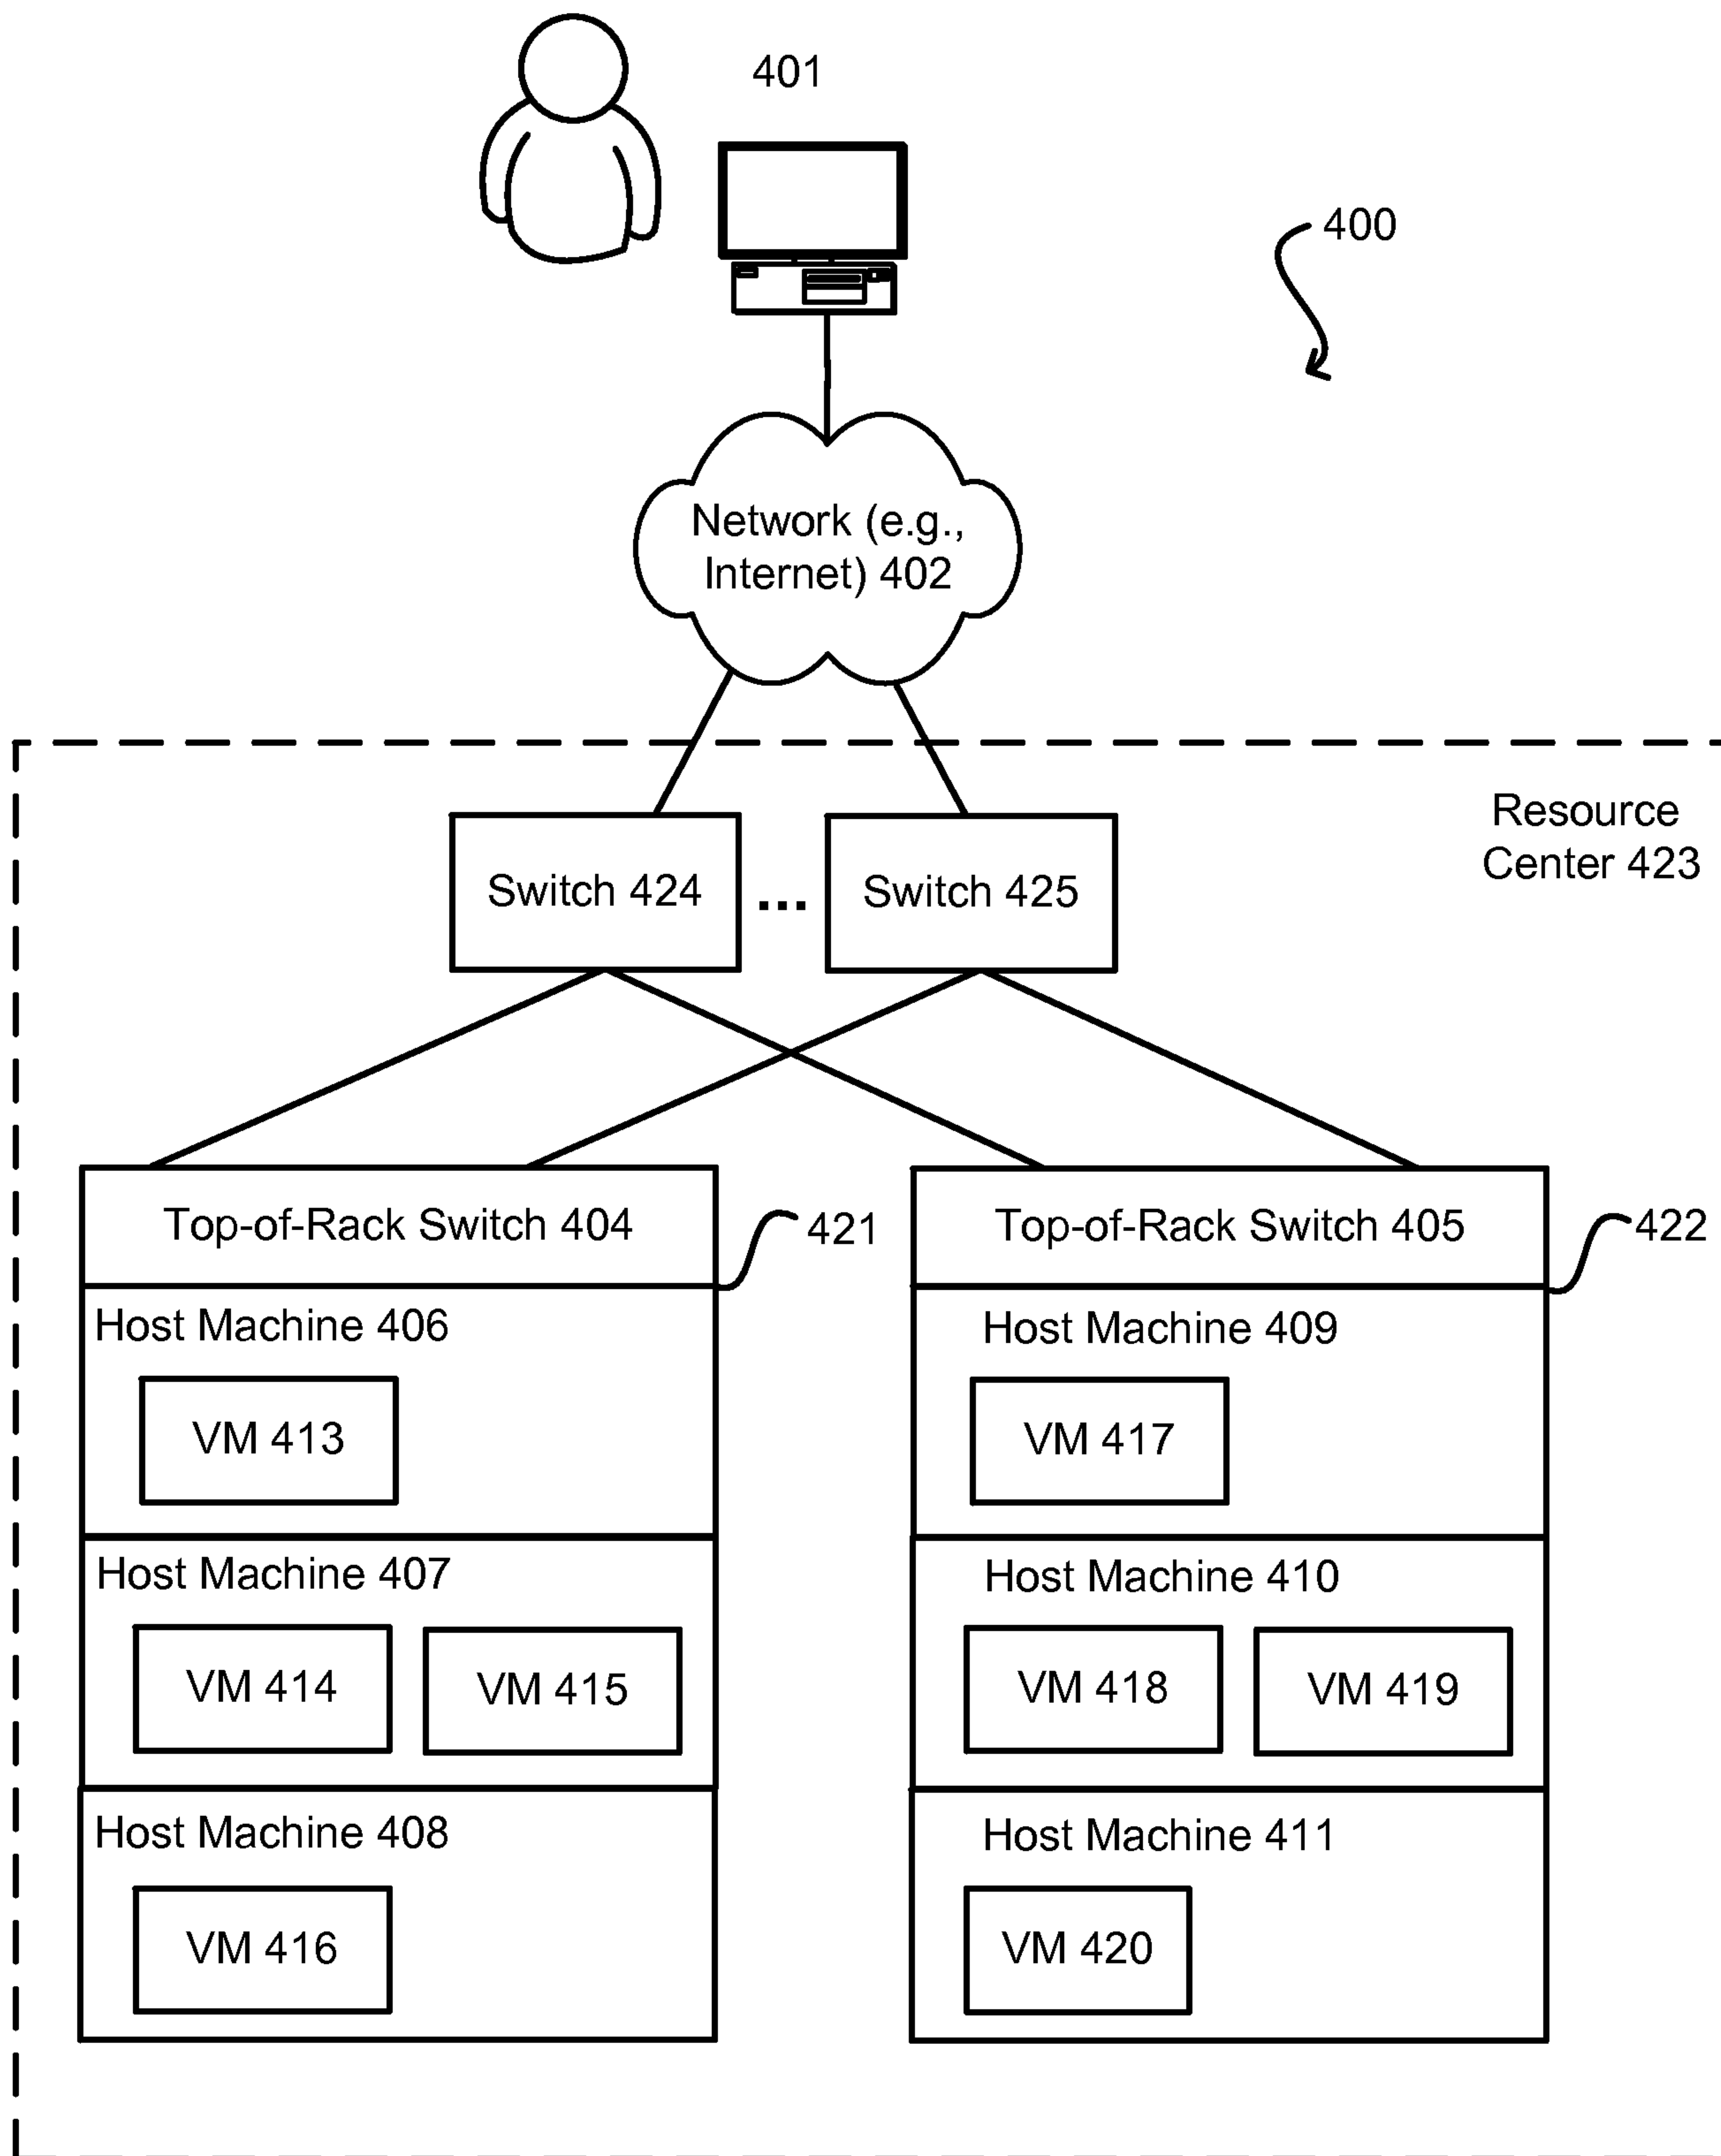 401
400
Network (e.g.,
Internet) 402
Resource
Center 423
Switch 424
...
Switch 425
Top-of-Rack Switch 404
421
Top-of-Rack Switch 405
422
Host Machine 406
VM 413
Host Machine 407
VM 414
VM 415
Host Machine 408
VM 416
Host Machine 409
VM 417
Host Machine 410
VM 418
VM 419
Host Machine 411
VM 420